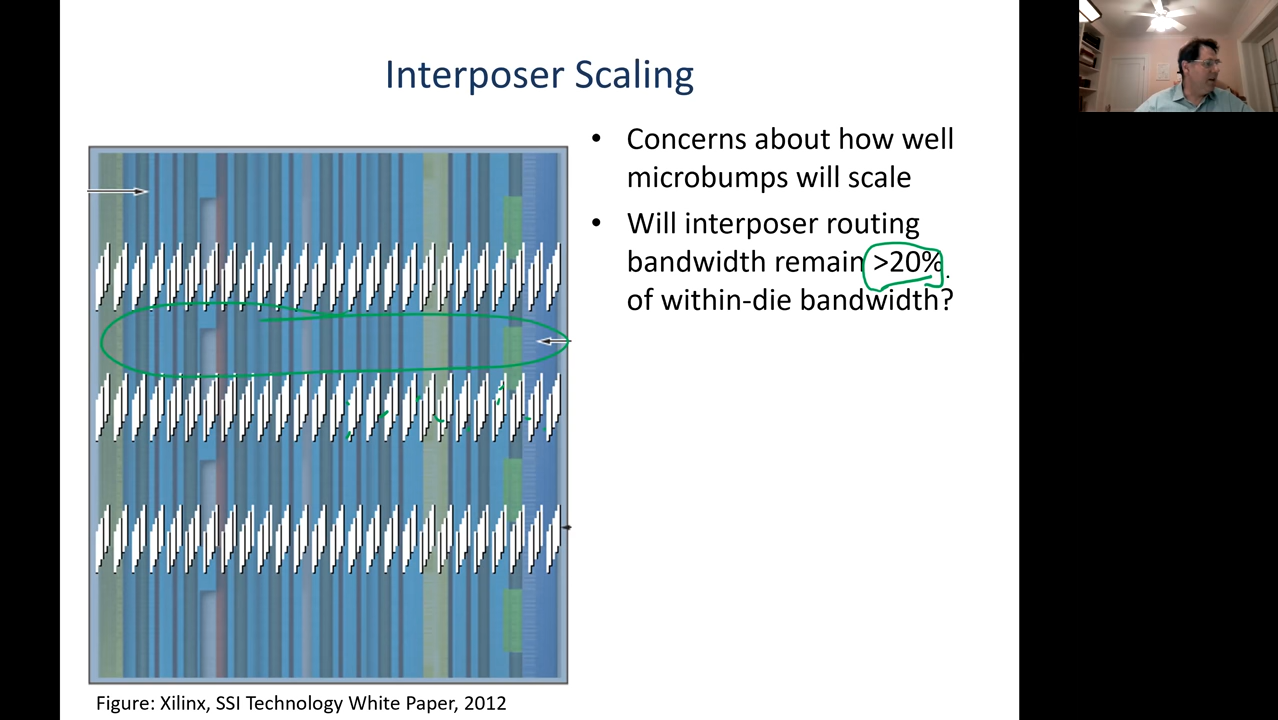 Interposer Scaling
• Concerns about how well
microbumps will scale
• Will interposer routing
bandwidth remain >20%
of within-die bandwidth?
Figure: Xilinx, SSI Technology White Paper, 2012